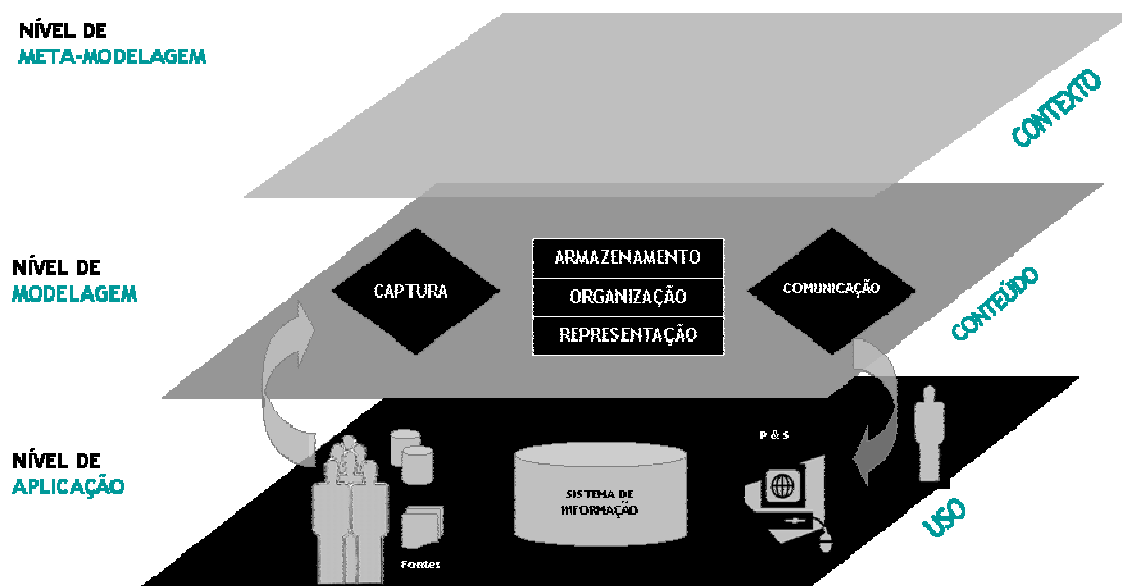 NÍVEL DE
META-MODELAGEM
CONTEXTO
NÍVEL DE
MODELAGEM
CAPTURA
ARMAZENAMENTO
ORGANIZAÇÃO
REPRESENTAÇÃO
COMUNICAÇÃO
CONTEÚDO
NÍVEL DE
APLICAÇÃO
Fontes
SISTEMA DE
INFORMAÇÃO
P & S
USO